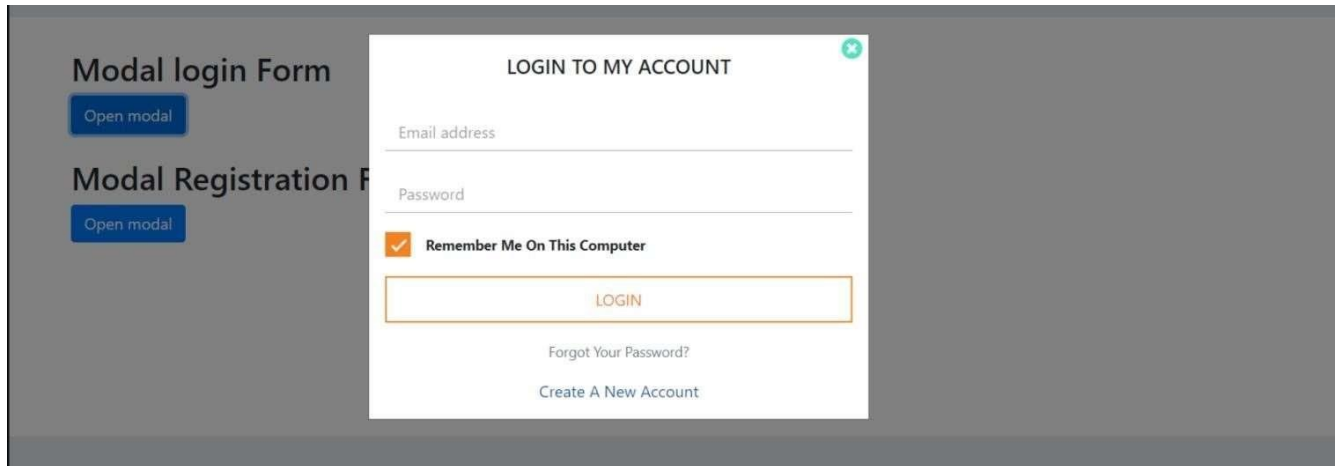 Modal login Form
Open modal
Modal Registration F
Open modal
LOGIN TO MY ACCOUNT
Email address
Password
Remember Me On This Computer
LOGIN
Forgot Your Password?
Create A New Account